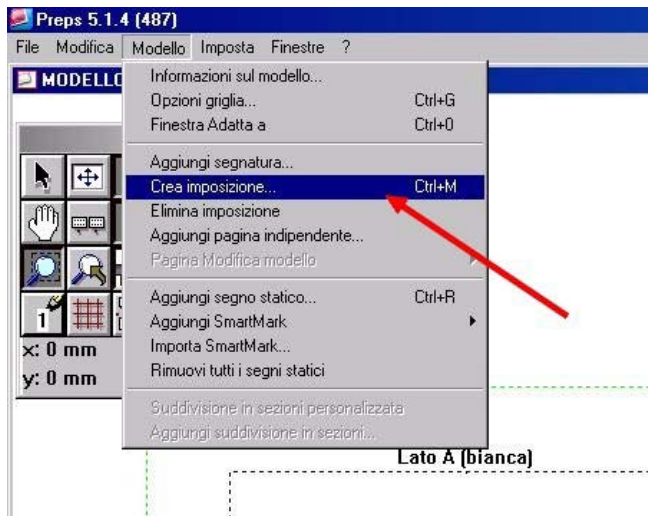 Preps 5.1.4 (487)
File Modifica Modello Imposta Finestre ?
MODELLO
Informazioni sul modello...
Opzioni griglia... Ctrl+G
Finestra Adatta a Ctrl+0
Aggiungi segnatura...
Crea imposizione... Ctrl+M
Elimina imposizione
Aggiungi pagina indipendente...
Pagina Modifica modello
Aggiungi segno statico... Ctrl+R
Aggiungi SmartMark
Importa SmartMark...
Rimuovi tutti i segni statici
Suddivisione in sezioni personalizzata
Aggiungi suddivisione in sezioni...
1
x: 0 mm
y: 0 mm
Lato A (bianca)